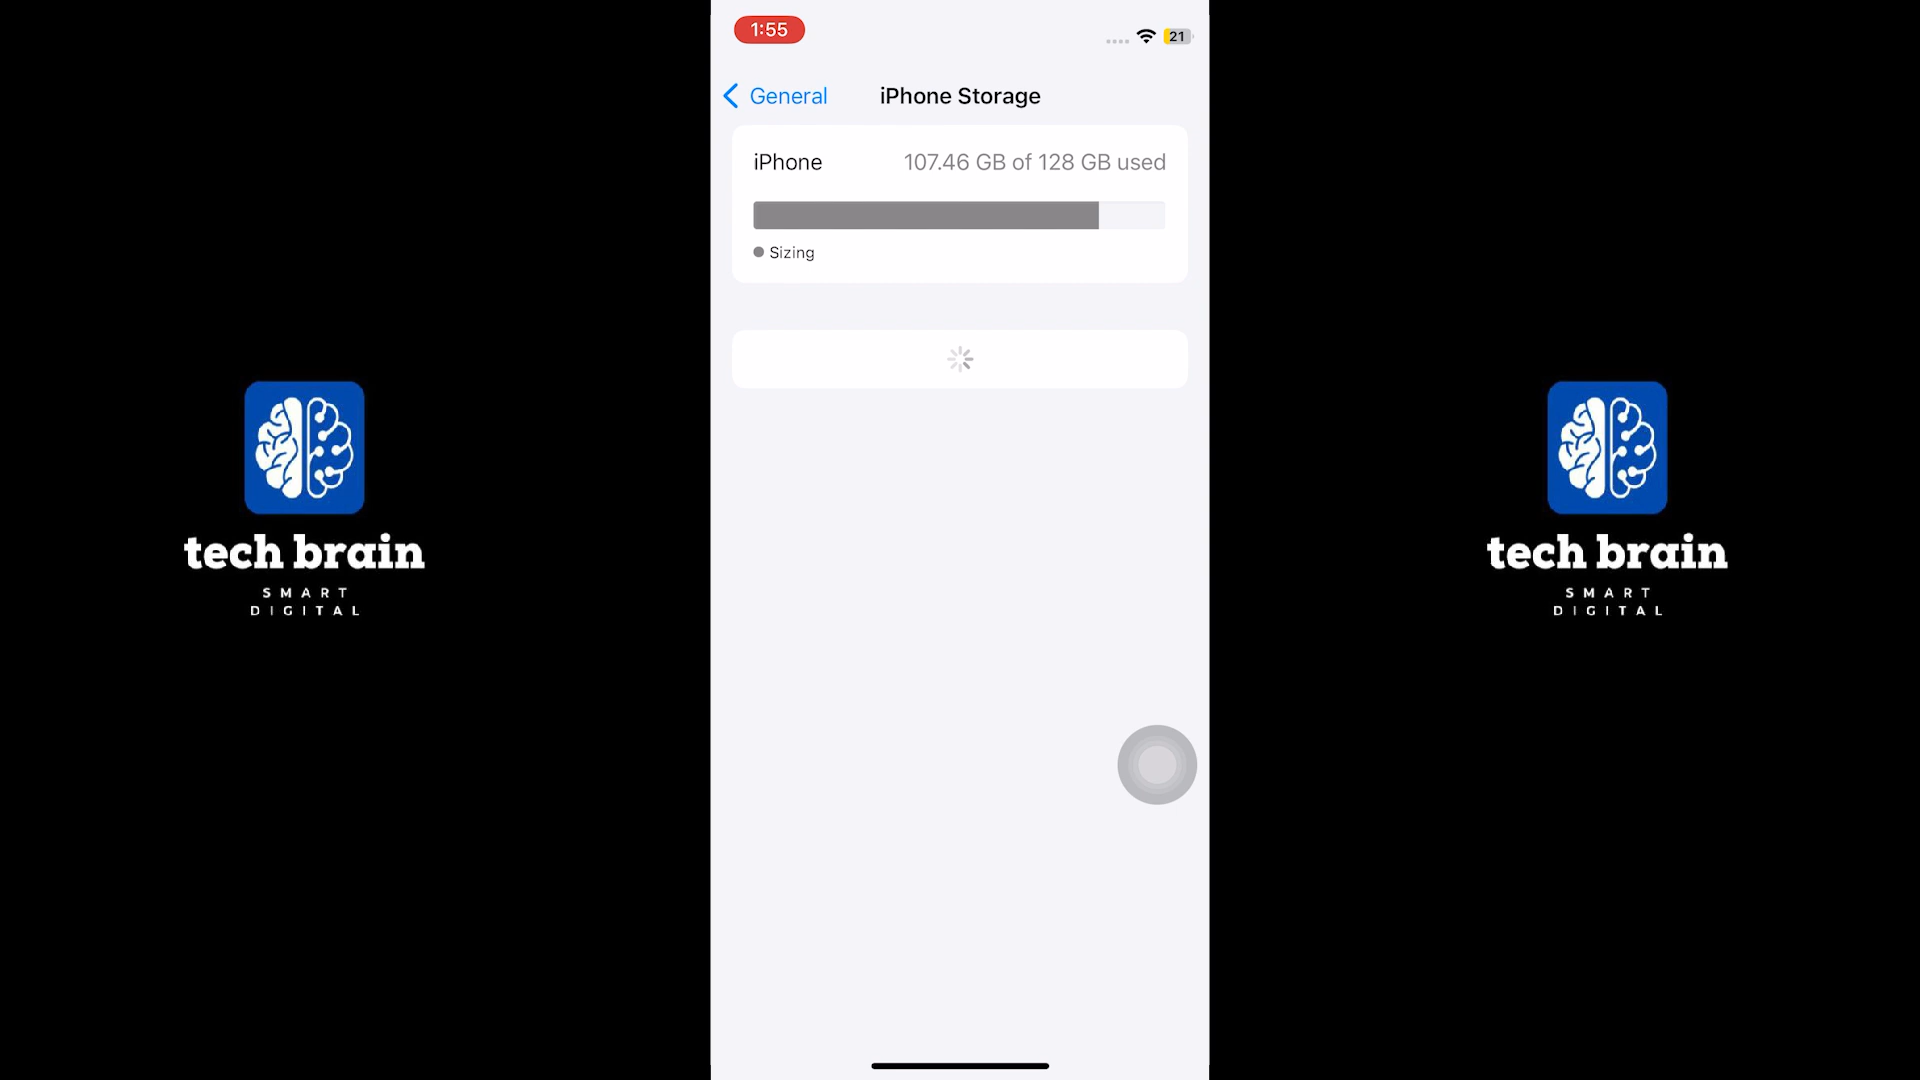 1:55
21
General
iPhone Storage
iPhone
107.46 GB of 128 GB used
Sizing
tech brain
SMART
DIGITAL
tech brain
SMART
DIGITAL